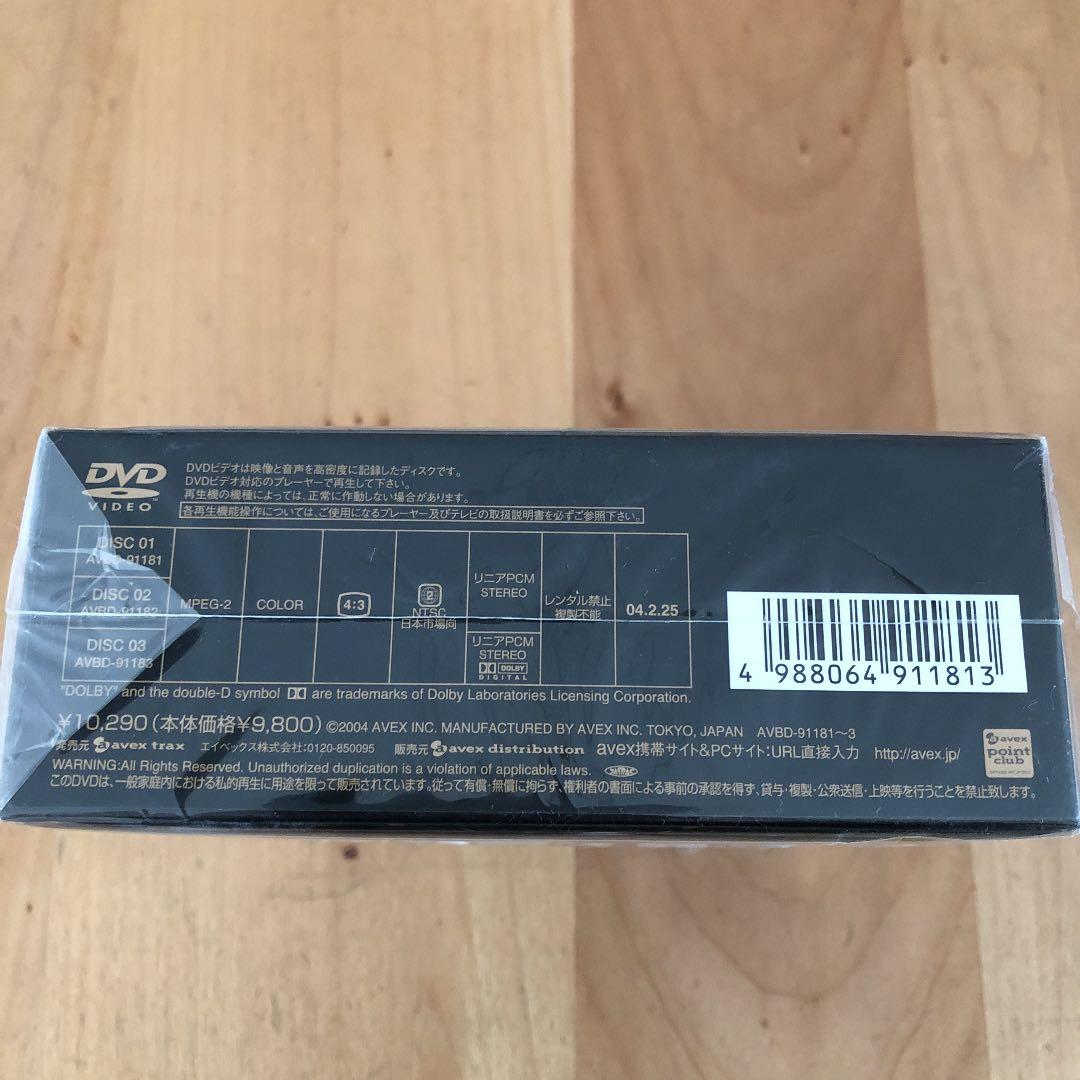 DVD
VIDEO
DVDビデオは映像と音声を高密度に記録したディスクです。
DVDビデオ対応のプレーヤーで再生して下さい。
再生機の機種によっては、正常に作動しない場合があります。
各再生機能操作については、ご使用になるプレーヤー及びテレビの取扱説明書を必ずご参照下さい。
DISC 01
AVBD-91181
DISC 02
AVBD-91182
DISC 03
AVBD-91183
MPEG-2
COLOR
4:3
2
NTSC
日本市場向
リニアPCM
STEREO
リニアPCM
STEREO
DOLBY
DIGITAL
レンタル禁止
複製不能
04.2.25
4 988064 911813
"DOLBY" and the double-D symbol are trademarks of Dolby Laboratories Licensing Corporation.
¥10,290(本体価格¥9,800) ©2004 AVEX INC. MANUFACTURED BY AVEX INC. TOKYO, JAPAN AVBD-91181~3
発売元 avex trax エイベックス株式会社:0120-850095 販売元 avex distribution avex携帯サイト&PCサイト:URL直接入力 http://avex.jp/
WARNING:All Rights Reserved. Unauthorized duplication is a violation of applicable laws.
このDVDは、一般家庭内における私的再生に用途を限って販売されています。従って有償・無償に拘らず、権利者の書面による事前の承認を得ず、貸与・複製・公衆送信・上映等を行うことを禁止致します。
avex
point
club